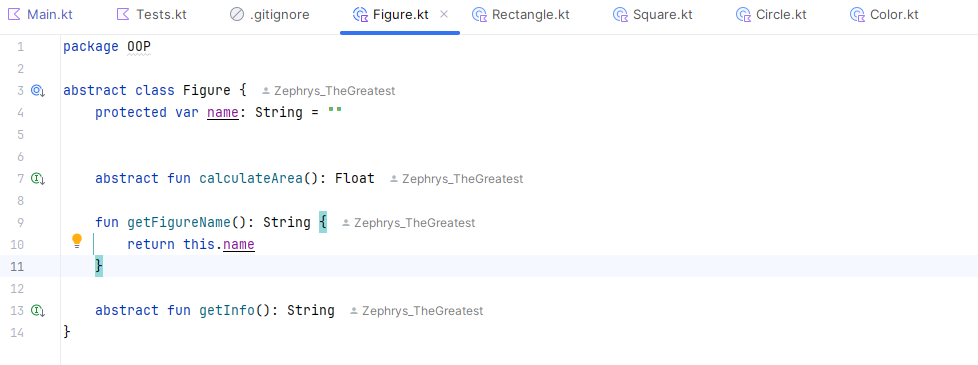 Main.kt Tests.kt .gitignore Figure.kt × Rectangle.kt Square.kt Circle.kt Color.kt
1 package OOP
2
3 abstract class Figure { Zephrys_TheGreatest
4 protected var name: String = ""
5
6
7 abstract fun calculateArea(): Float Zephrys_TheGreatest
8
9 fun getFigureName(): String { Zephrys_TheGreatest
10 return this.name
11 }
12
13 abstract fun getInfo(): String Zephrys_TheGreatest
14 }